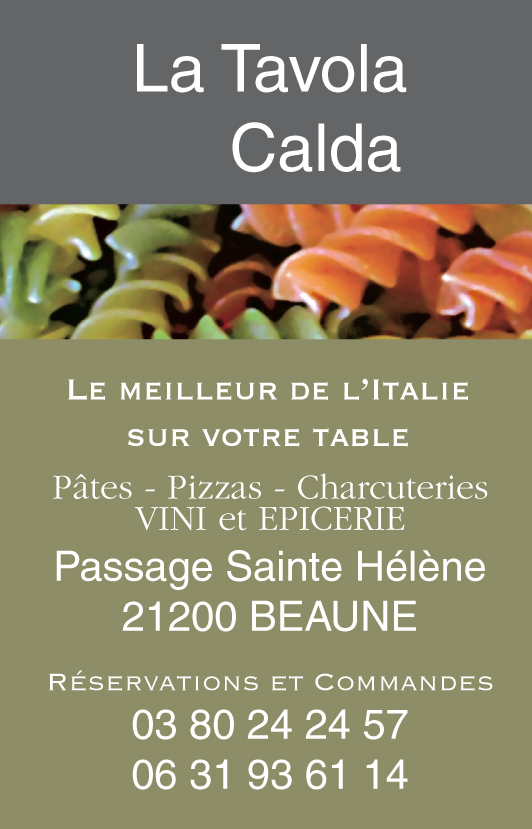 La Tavola
Calda
LE MEILLEUR DE L’ITALIE
SUR VOTRE TABLE
Pâtes - Pizzas - Charcuteries
VINI et EPICERIE
Passage Sainte Hélène
21200 BEAUNE
RÉSERVATIONS ET COMMANDES
03 80 24 24 57
06 31 93 61 14